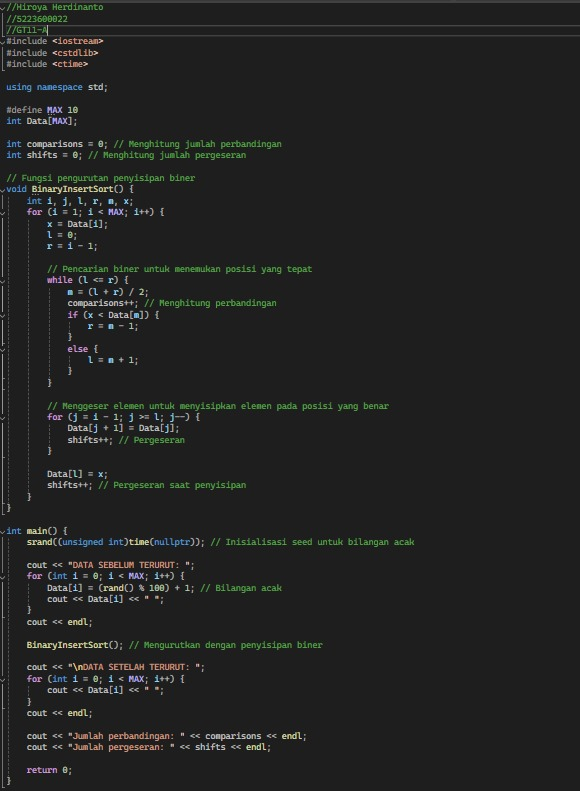 //Hiroya Herdinanto
//5223600022
//GT11-A
#include <iostream>
#include <cstdlib>
#include <ctime>
using namespace std;
#define MAX 10
int Data[MAX];
int comparisons = 0; // Menghitung jumlah perbandingan
int shifts = 0; // Menghitung jumlah pergeseran
// Fungsi pengurutan penyisipan biner
void BinaryInsertSort() {
int i, j, l, r, m, x;
for (i = 1; i < MAX; i++) {
x = Data[i];
l = 0;
r = i - 1;
// Pencarian biner untuk menemukan posisi yang tepat
while (l <= r) {
m = (l + r) / 2;
comparisons++; // Menghitung perbandingan
if (x < Data[m]) {
r = m - 1;
}
else {
l = m + 1;
}
}
// Menggeser elemen untuk menyisipkan elemen pada posisi yang benar
for (j = i - 1; j >= l; j--) {
Data[j + 1] = Data[j];
shifts++; // Pergeseran
}
Data[l] = x;
shifts++; // Pergeseran saat penyisipan
}
}
int main() {
srand((unsigned int)time(nullptr)); // Inisialisasi seed untuk bilangan acak
cout << "DATA SEBELUM TERURUT: ";
for (int i = 0; i < MAX; i++) {
Data[i] = (rand() % 100) + 1; // Bilangan acak
cout << Data[i] << " ";
}
cout << endl;
BinaryInsertSort(); // Mengurutkan dengan penyisipan biner
cout << "\nDATA SETELAH TERURUT: ";
for (int i = 0; i < MAX; i++) {
cout << Data[i] << " ";
}
cout << endl;
cout << "Jumlah perbandingan: " << comparisons << endl;
cout << "Jumlah pergeseran: " << shifts << endl;
return 0;
}